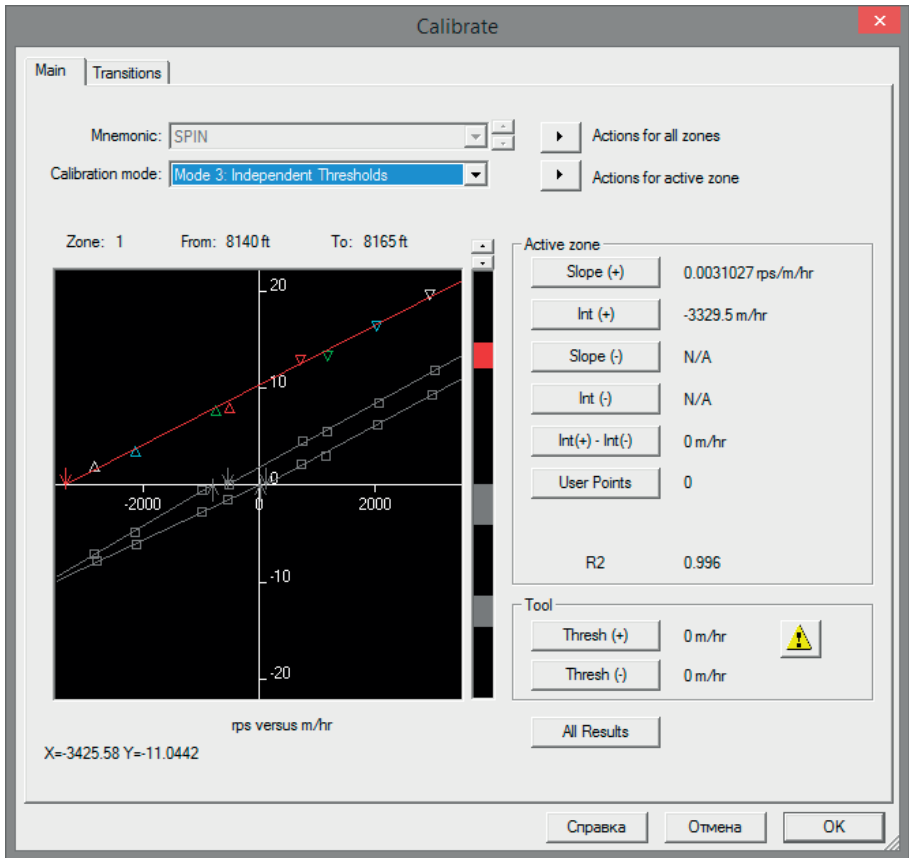 Calibrate
Main Transitions
Mnemonic: SPIN
Actions for all zones
Calibration mode: Mode 3: Independent Thresholds
Actions for active zone
Zone: 1 From: 8140 ft To: 8165 ft
Active zone
Slope (+) 0.0031027 rps/m/hr
Int (+) -3329.5 m/hr
Slope (-) N/A
Int (-) N/A
Int(+) - Int(-) 0 m/hr
User Points 0
R2 0.996
Tool
Thresh (+) 0 m/hr
Thresh (-) 0 m/hr
All Results
20
10
0
-2000 0 2000
-10
-20
rps versus m/hr
X=-3425.58 Y=-11.0442
Справка Отмена OK